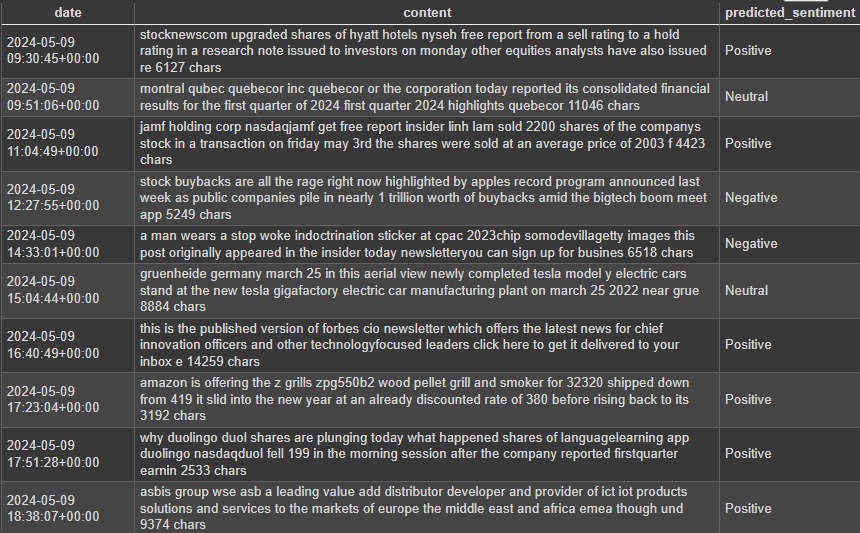 date content predicted_sentiment
2024-05-09
09:30:45+00:00
stocknewscom upgraded shares of hyatt hotels nyseh free report from a sell rating to a hold
rating in a research note issued to investors on monday other equities analysts have also issued
re 6127 chars
Positive
2024-05-09
09:51:06+00:00
montral qubec quebecor inc quebecor or the corporation today reported its consolidated financial
results for the first quarter of 2024 first quarter 2024 highlights quebecor 11046 chars
Neutral
2024-05-09
11:04:49+00:00
jamf holding corp nasdaqjamf get free report insider linh lam sold 2200 shares of the companys
stock in a transaction on friday may 3rd the shares were sold at an average price of 2003 f 4423
chars
Positive
2024-05-09
12:27:55+00:00
stock buybacks are all the rage right now highlighted by apples record program announced last
week as public companies pile in nearly 1 trillion worth of buybacks amid the bigtech boom meet
app 5249 chars
Negative
2024-05-09
14:33:01+00:00
a man wears a stop woke indoctrination sticker at cpac 2023chip somodevillagetty images this
post originally appeared in the insider today newsletteryou can sign up for busines 6518 chars
Negative
2024-05-09
15:04:44+00:00
gruenheide germany march 25 in this aerial view newly completed tesla model y electric cars
stand at the new tesla gigafactory electric car manufacturing plant on march 25 2022 near grue
8884 chars
Neutral
2024-05-09
16:40:49+00:00
this is the published version of forbes cio newsletter which offers the latest news for chief
innovation officers and other technologyfocused leaders click here to get it delivered to your
inbox e 14259 chars
Positive
2024-05-09
17:23:04+00:00
amazon is offering the z grills zpg550b2 wood pellet grill and smoker for 32320 shipped down
from 419 it slid into the new year at an already discounted rate of 380 before rising back to its
3192 chars
Positive
2024-05-09
17:51:28+00:00
why duolingo duol shares are plunging today what happened shares of languagelearning app
duolingo nasdaqduol fell 199 in the morning session after the company reported firstquarter
earnin 2533 chars
Positive
2024-05-09
18:38:07+00:00
asbis group wse asb a leading value add distributor developer and provider of ict iot products
solutions and services to the markets of europe the middle east and africa emea though und
9374 chars
Positive